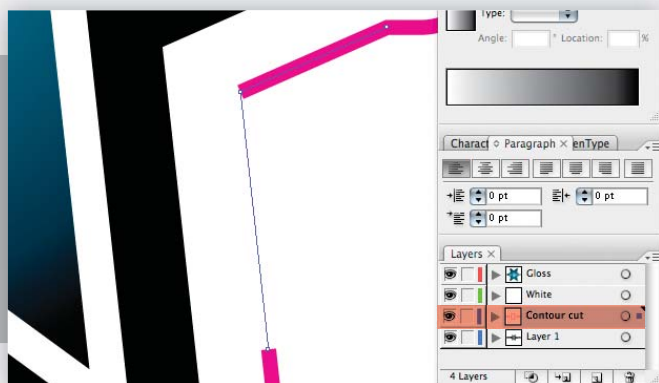 Type:
Angle: ° Location: %
Charact Paragraph × enType
0 pt 0 pt
0 pt
Layers ×
Gloss
White
Contour cut
Layer 1
4 Layers